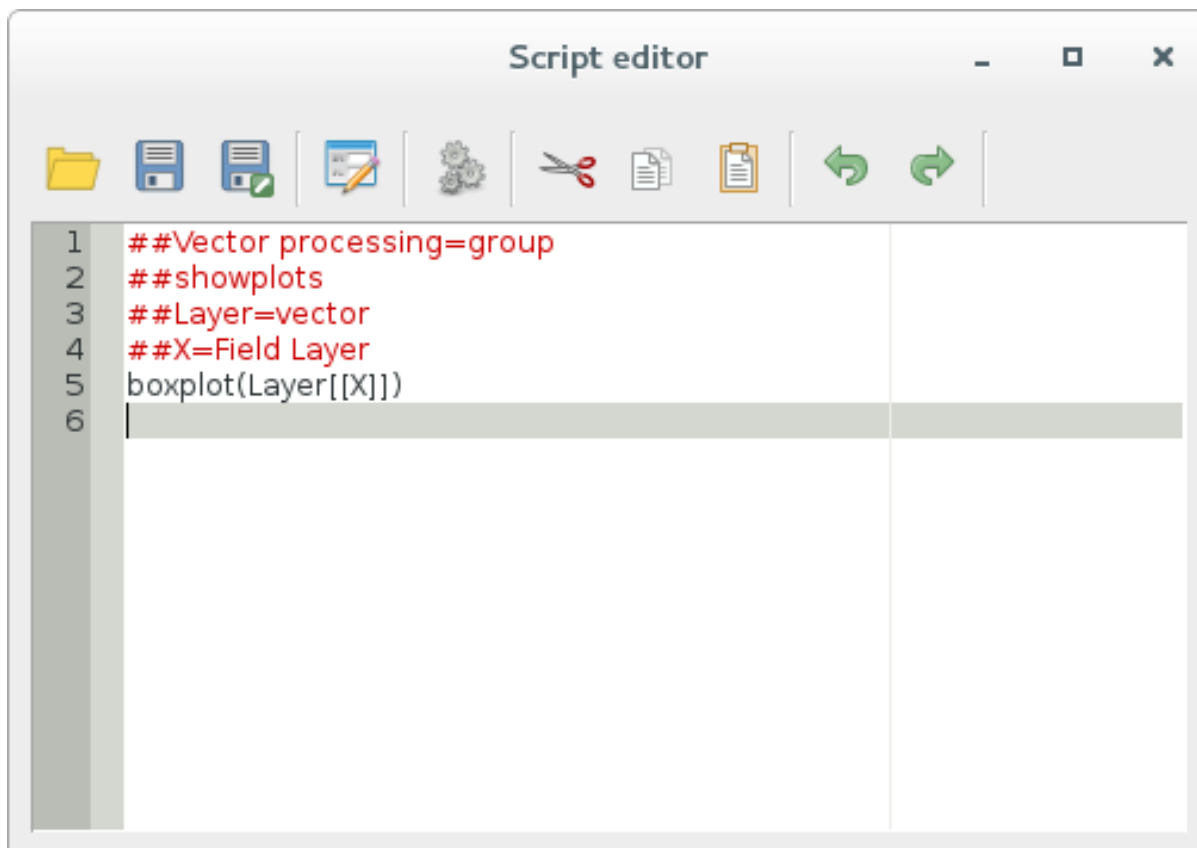 Script editor
1 ##Vector processing=group
2 ##showplots
3 ##Layer=vector
4 ##X=Field Layer
5 boxplot(Layer[[X]])
6